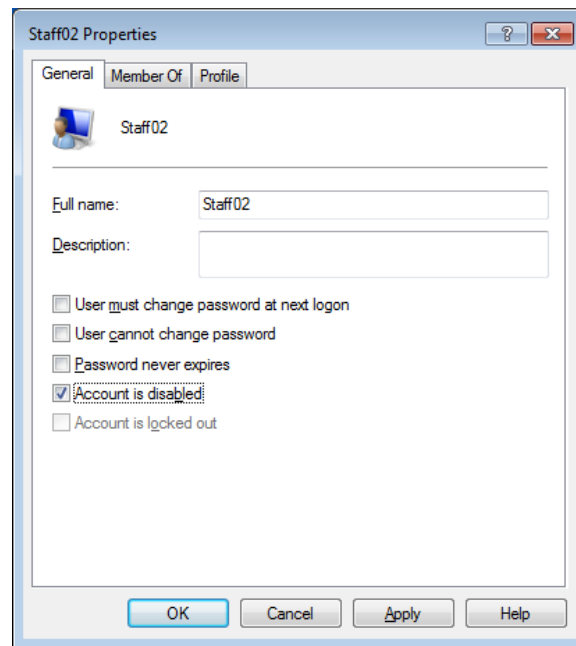 Staff02 Properties
General Member Of Profile
Staff02
Full name: Staff02
Description:
User must change password at next logon
User cannot change password
Password never expires
Account is disabled
Account is locked out
OK Cancel Apply Help